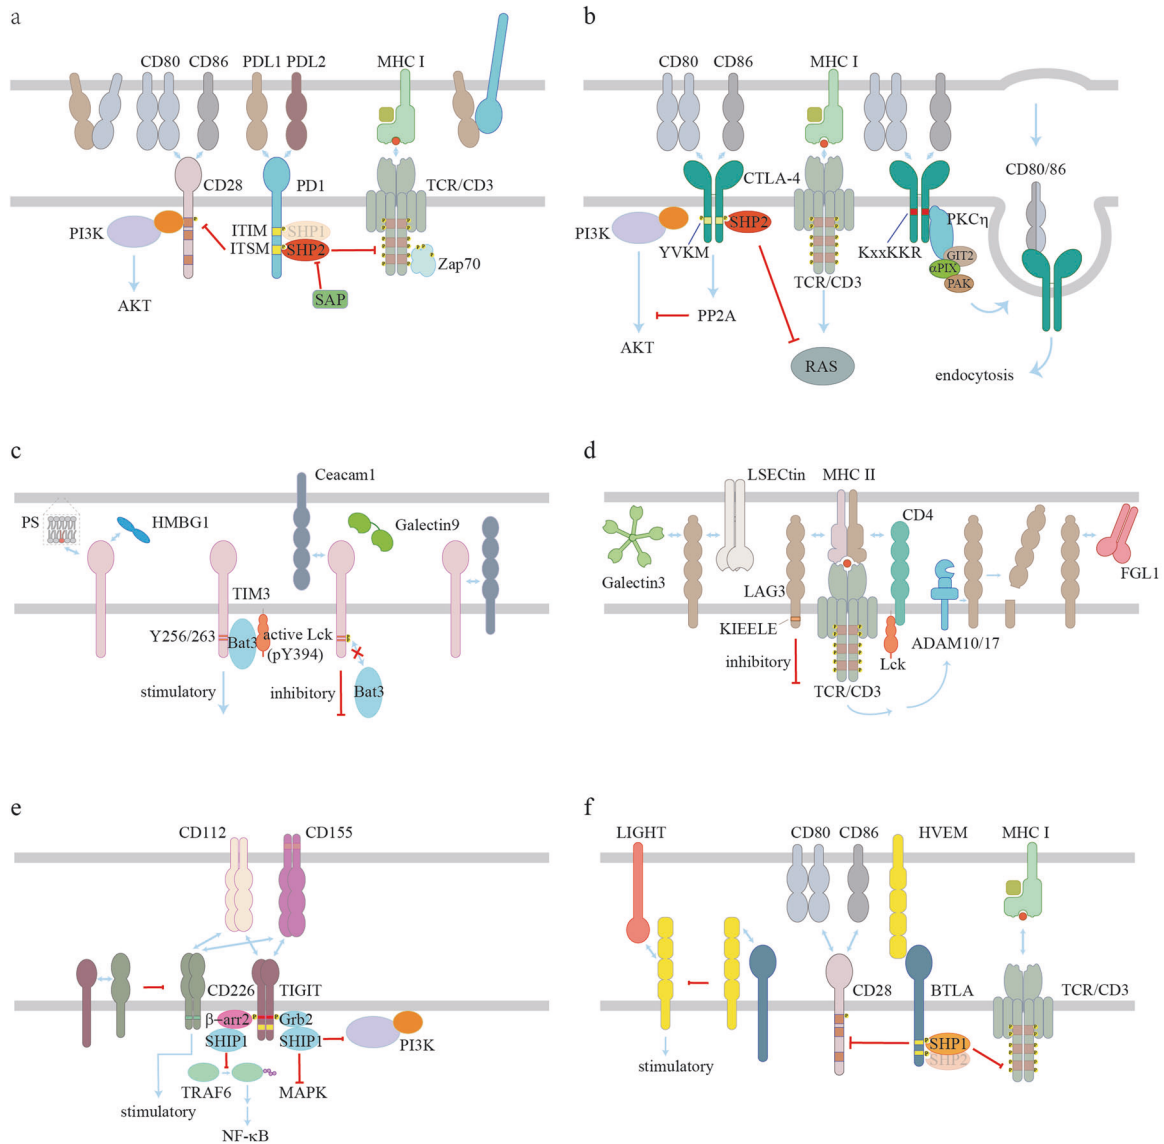 a
CD80 CD86 PDL1 PDL2 MHC I
CD28 PD1 TCR/CD3
PI3K ITIM SHP1
ITSM SHP2 Zap70
SAP
AKT
b
CD80 CD86 MHC I
CTLA-4 CD80/86
PI3K SHP2 PKCη
YVKM KxxKKR GIT2
αPIX
TCR/CD3 PAK
PP2A
AKT
RAS
endocytosis
c
Ceacam1
PS HMBG1 Galectin9
TIM3
Y256/263 Bat3 active Lck
(pY394)
stimulatory inhibitory Bat3
d
LSECtin MHC II
CD4
Galectin3 FGL1
LAG3
KIEELE ADAM10/17
inhibitory Lck
TCR/CD3
e
CD112 CD155
CD226 TIGIT
β-arr2 Grb2
SHIP1 SHIP1 PI3K
TRAF6 MAPK
stimulatory
NF-κB
f
LIGHT CD80 CD86 HVEM MHC I
CD28 BTLA TCR/CD3
SHP1
SHP2
stimulatory